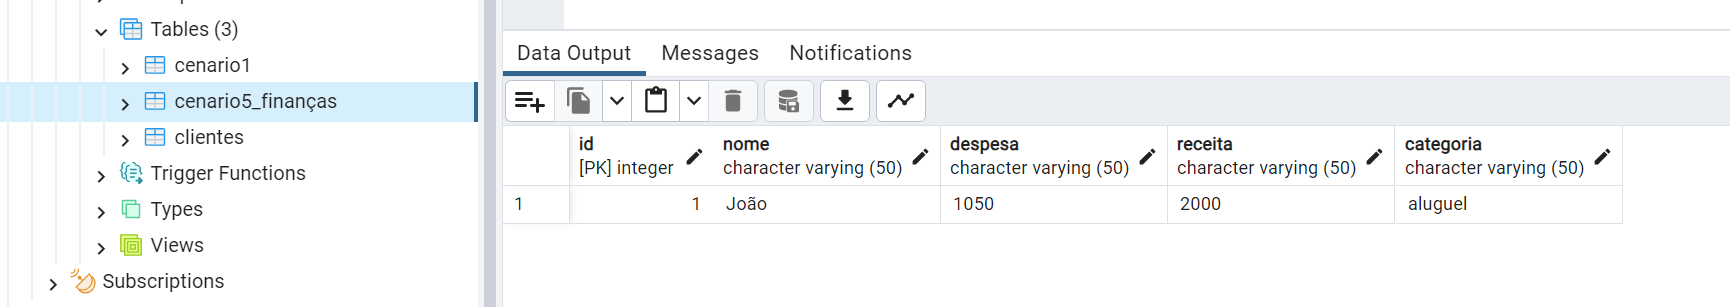 Tables (3)
cenario1
cenario5_finanças
clientes
Trigger Functions
Types
Views
Subscriptions
Data Output Messages Notifications
id nome despesa receita categoria
[PK] integer character varying (50) character varying (50) character varying (50) character varying (50)
1 1 João 1050 2000 aluguel